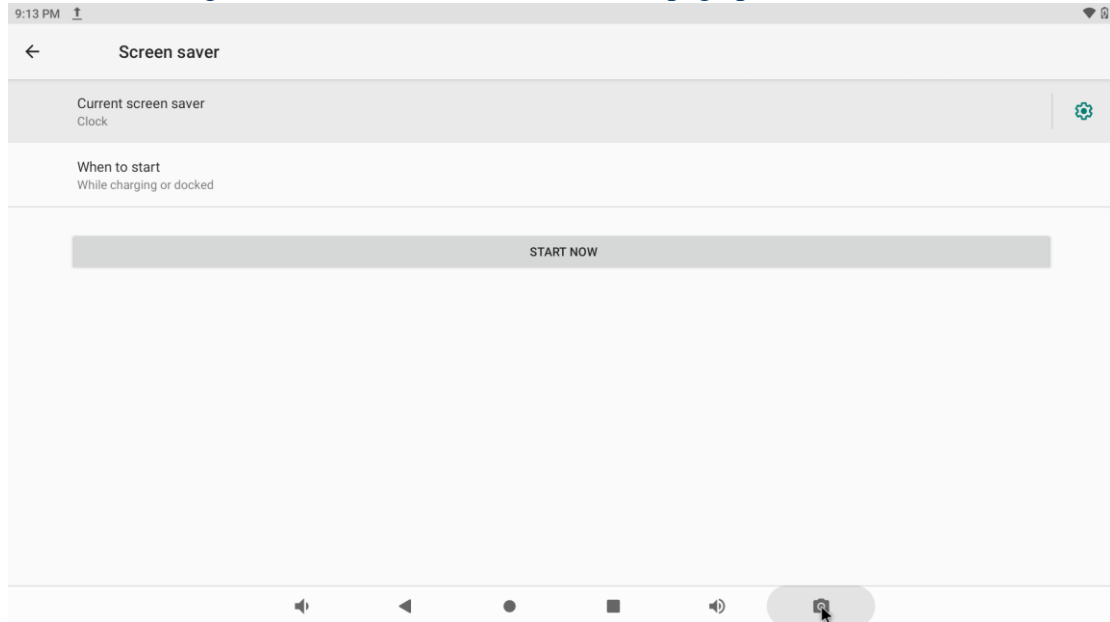 9:13 PM
Screen saver
Current screen saver
Clock
When to start
While charging or docked
START NOW